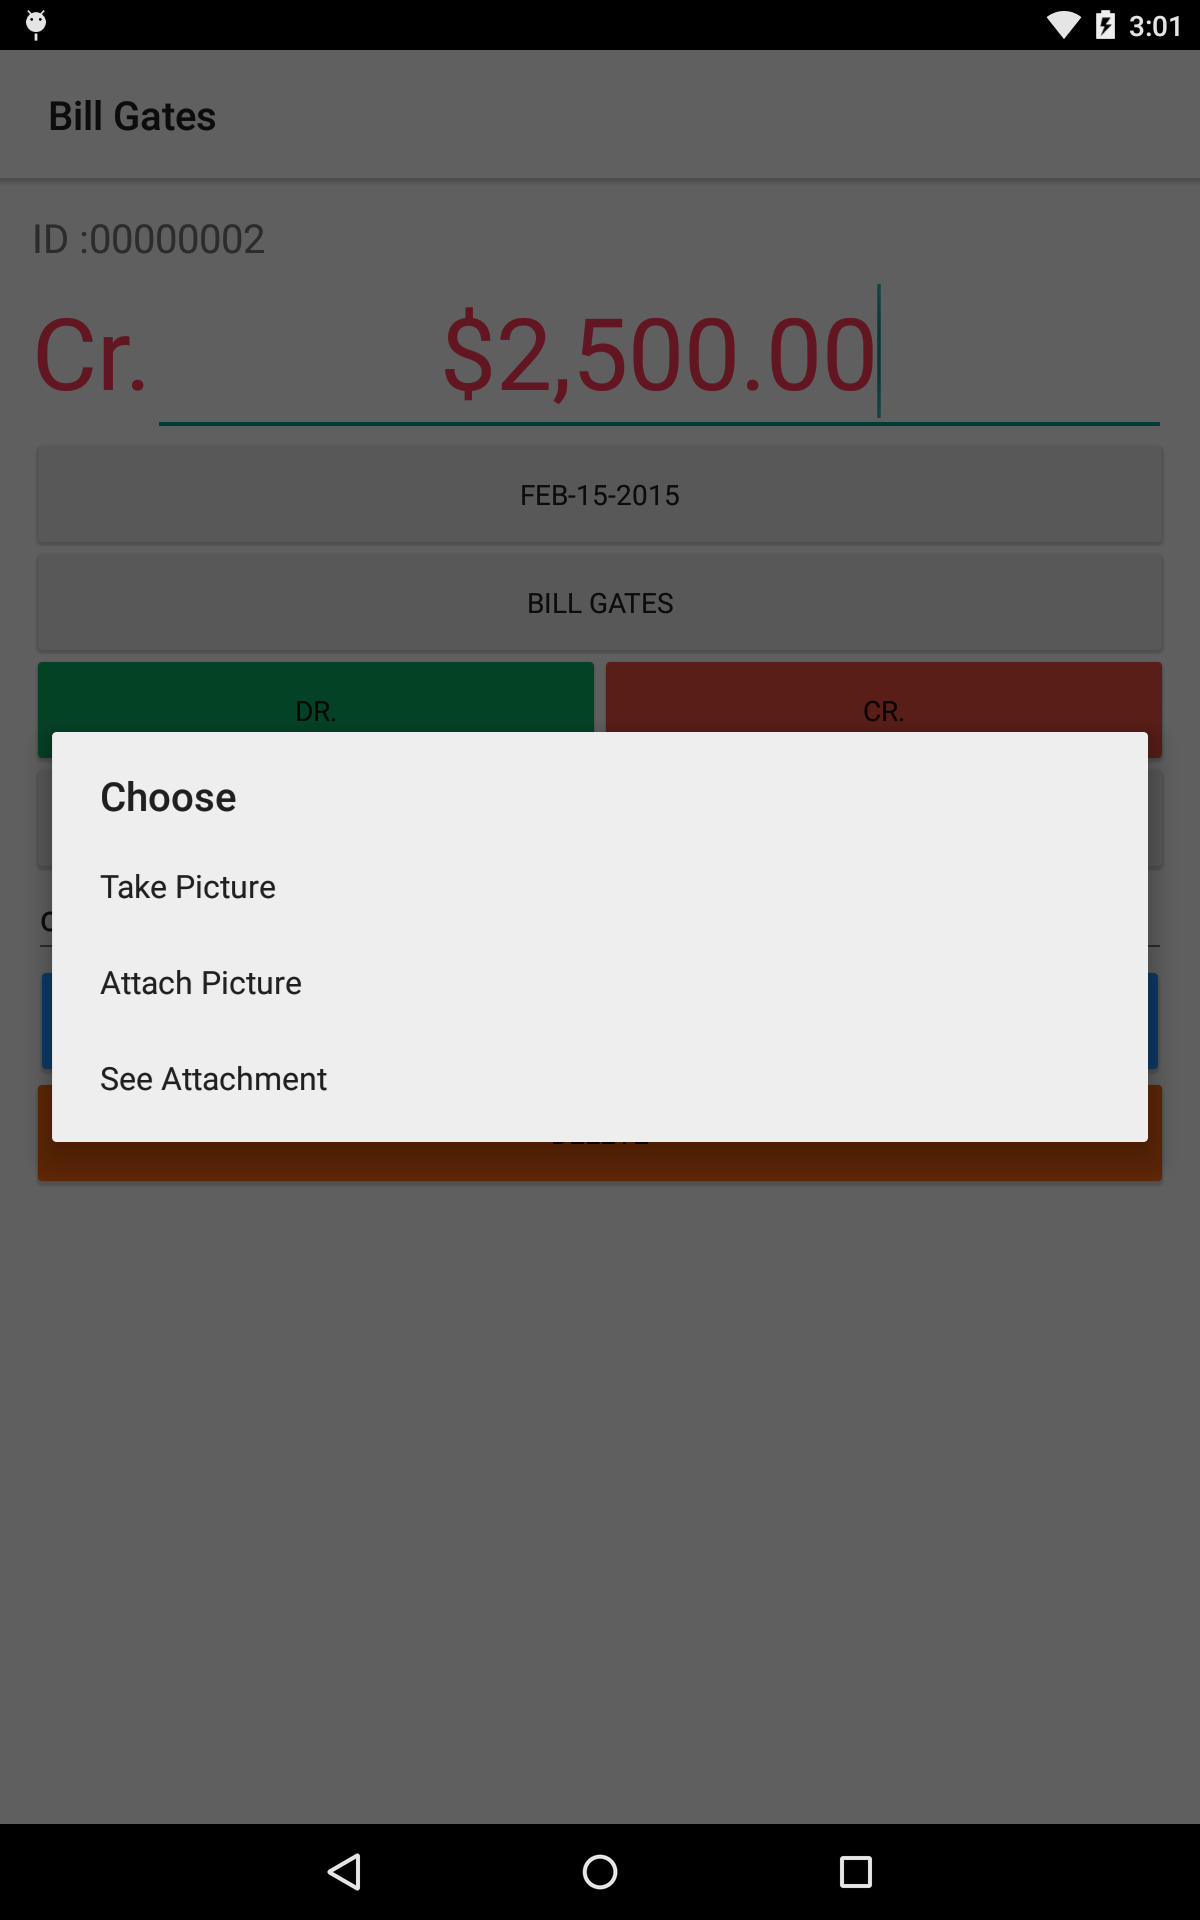 3:01
Bill Gates
ID :00000002
Cr. $2,500.00
FEB-15-2015
BILL GATES
DR. CR.
Choose
Take Picture
Attach Picture
See Attachment